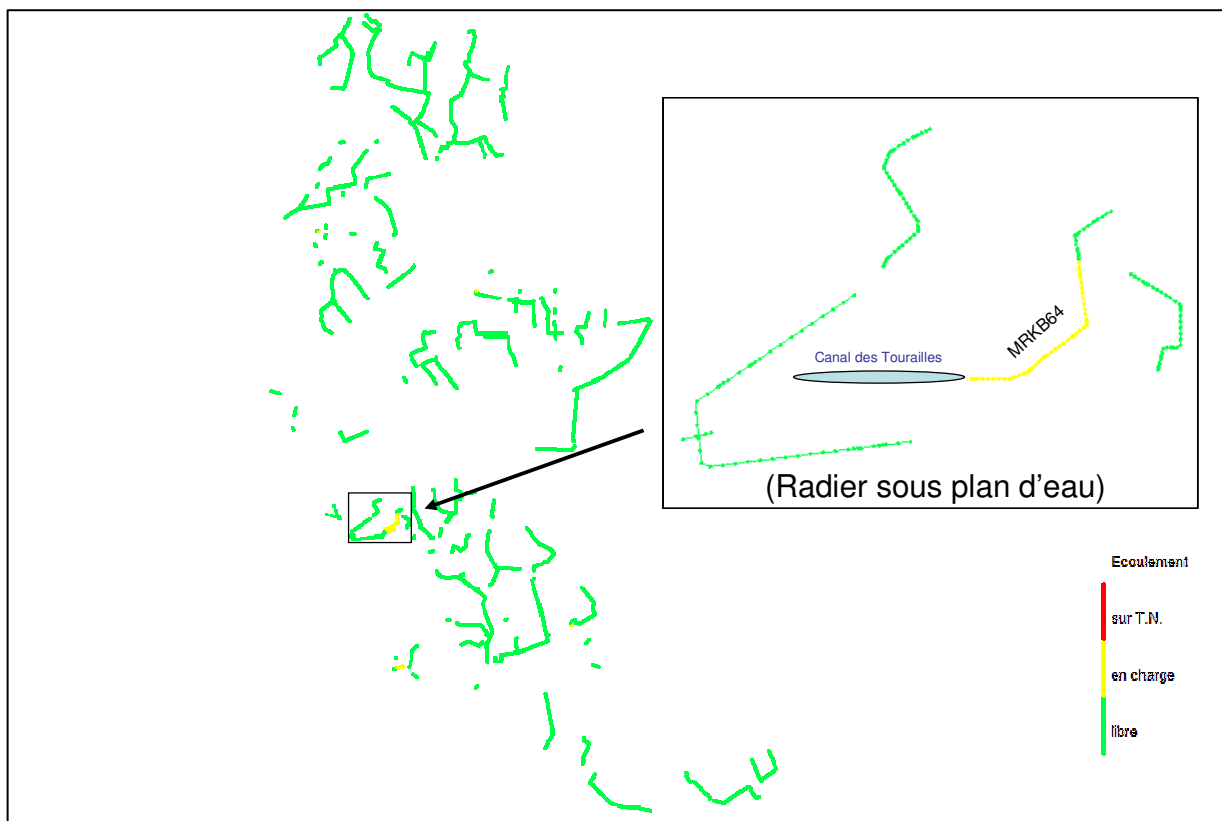 MRKB64
Canal des Tourailles
(Radier sous plan d'eau)
Ecoulement
sur T.N.
en charge
libre